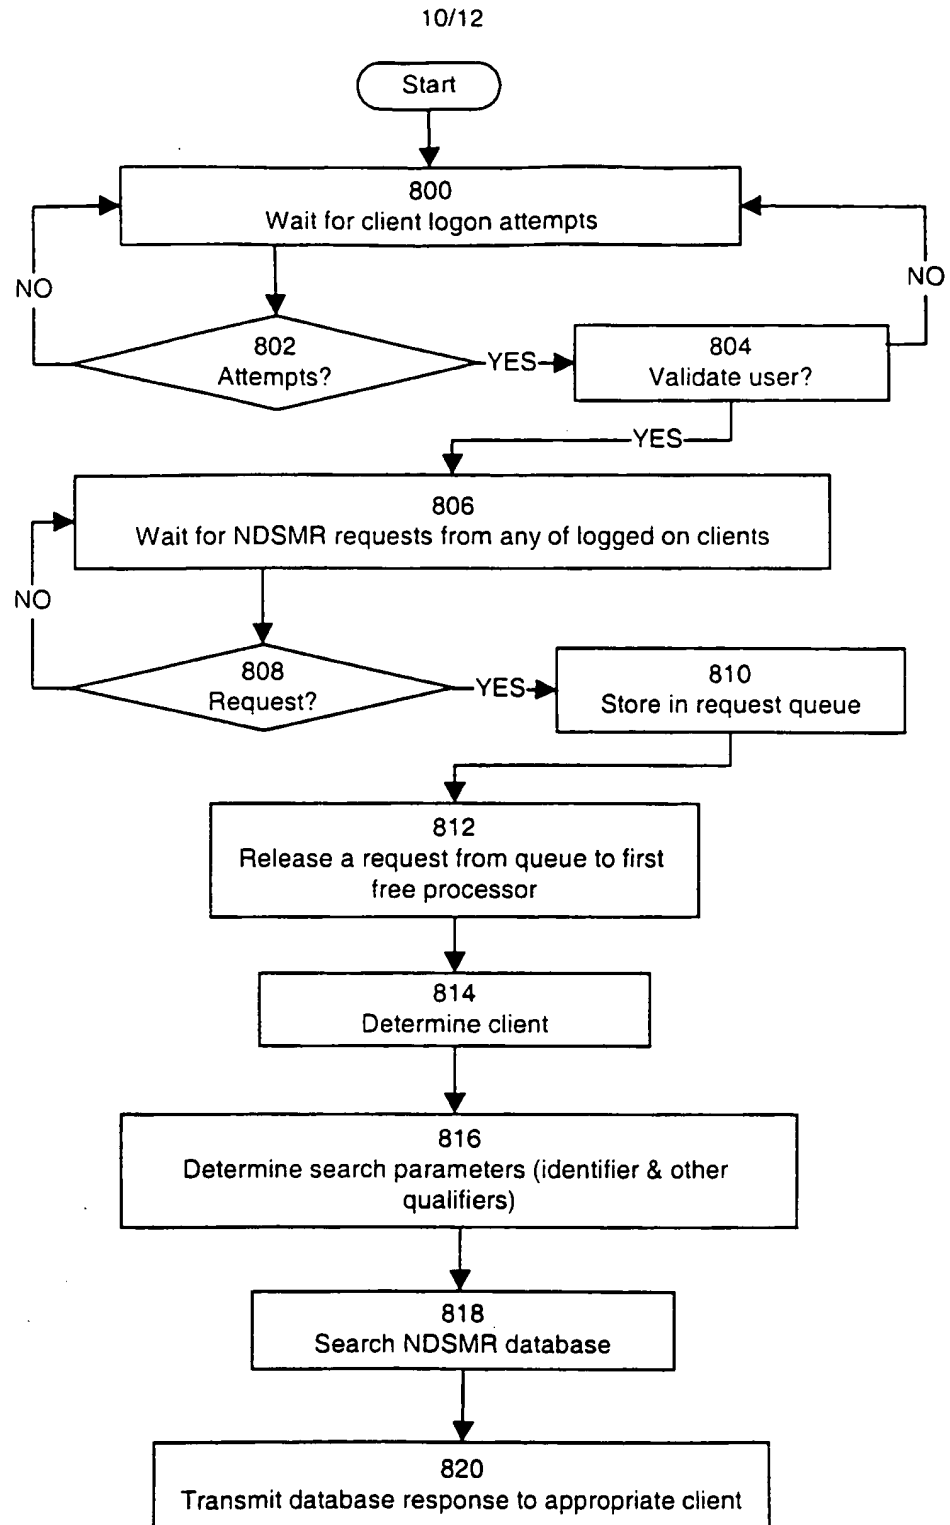 10/12
Start
800
Wait for client logon attempts
NO
NO
802
Attempts?
YES
804
Validate user?
YES
806
Wait for NDSMR requests from any of logged on clients
NO
808
Request?
YES
810
Store in request queue
812
Release a request from queue to first
free processor
814
Determine client
816
Determine search parameters (identifier & other
qualifiers)
818
Search NDSMR database
820
Transmit database response to appropriate client